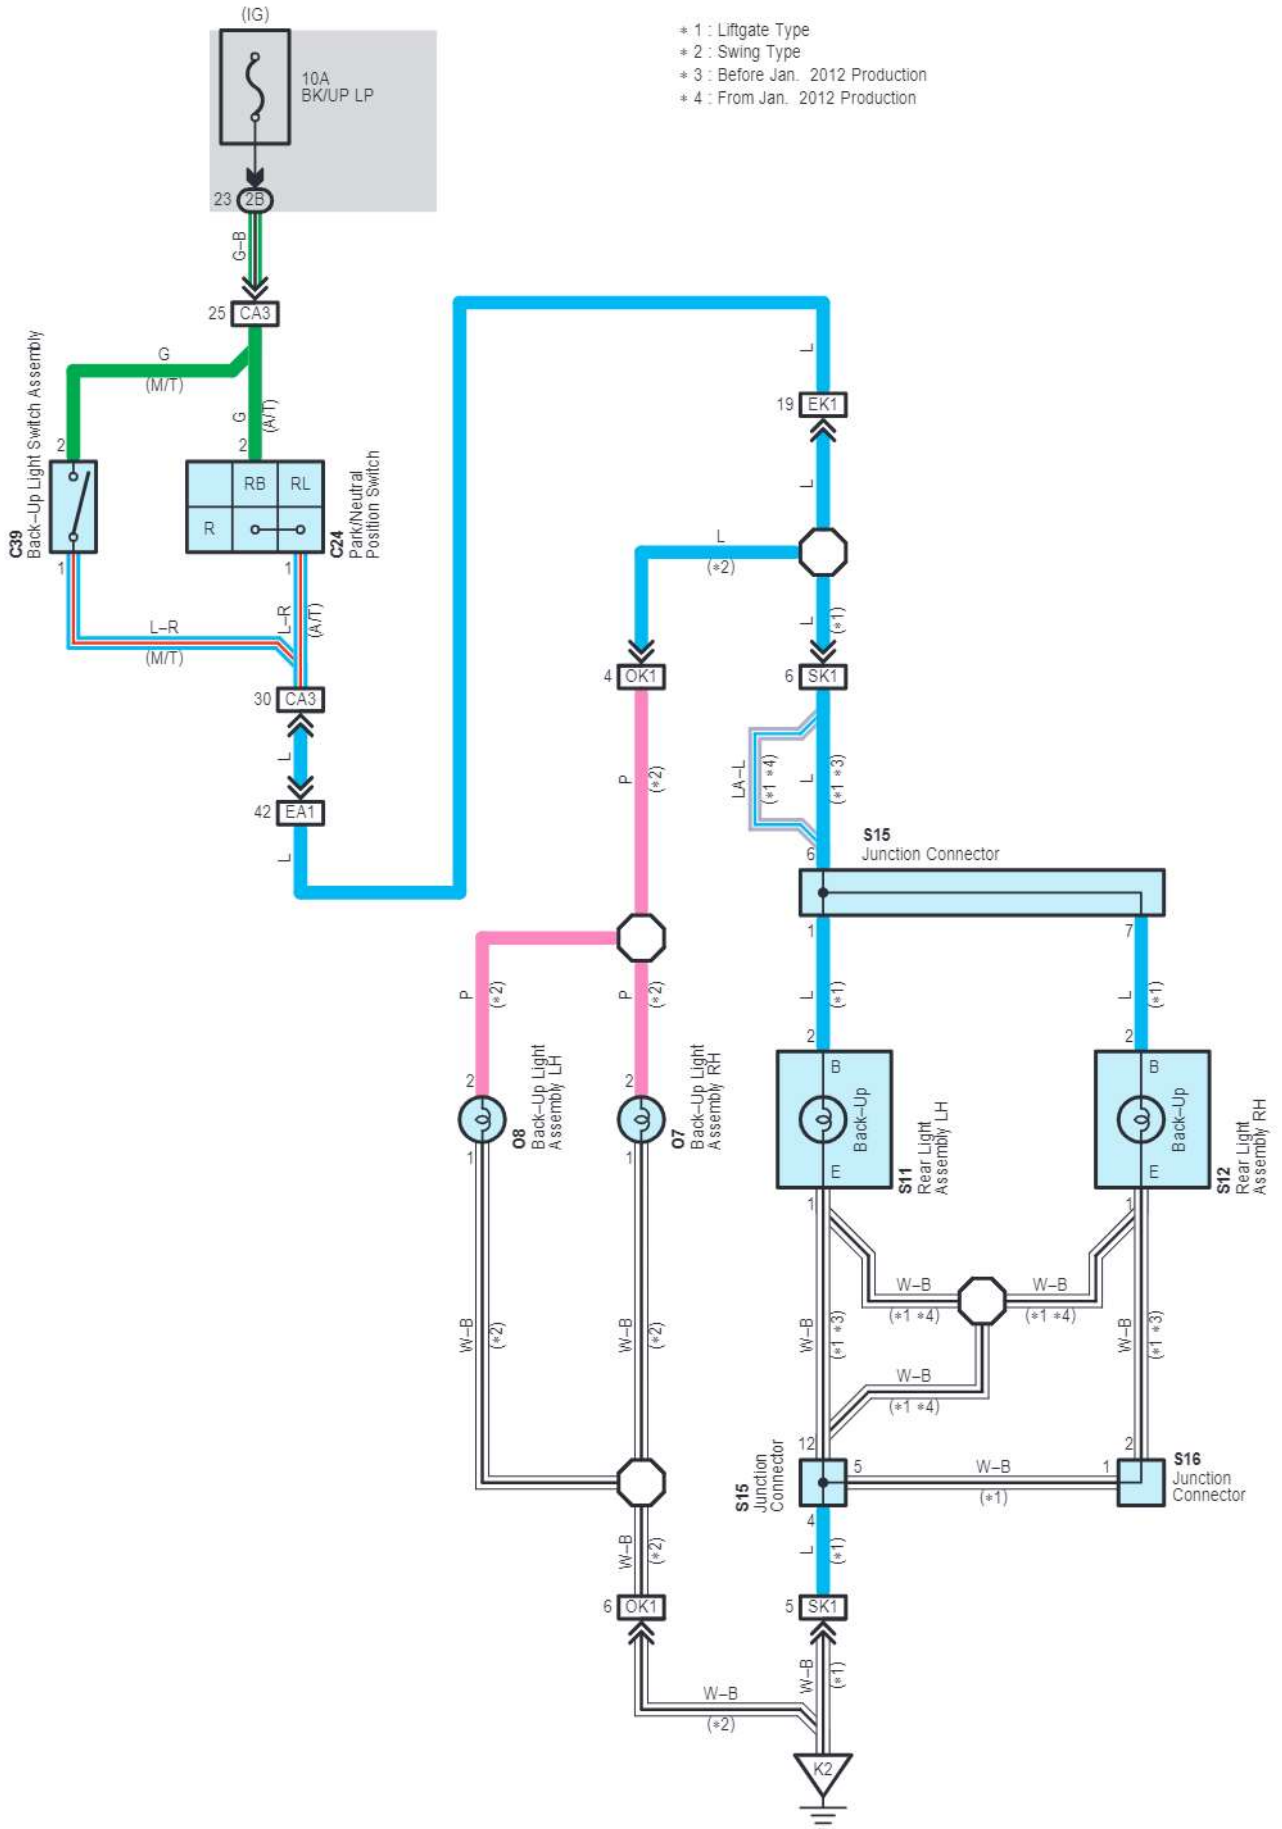 (IG)
* 1 : Liftgate Type
* 2 : Swing Type
* 3 : Before Jan. 2012 Production
* 4 : From Jan. 2012 Production
10A
BK/UP LP
23 2B
G–B
25 CA3
G
(M/T)
G
(A/T)
2
2
C39
Back–Up Light Switch Assembly
RB RL
R
C24
Park/Neutral
Position Switch
1
1
L–R
(M/T)
L–R
(A/T)
30 CA3
L
42 EA1
L
L
19 EK1
L
L
(*2)
L
(*1)
4 OK1
6 SK1
P
(*2)
LA–L
(*1 *4)
L
(*1 *3)
6
S15
Junction Connector
1
7
P
(*2)
P
(*2)
L
(*1)
L
(*1)
2
2
2
2
O8
Back–Up Light
Assembly LH
O7
Back–Up Light
Assembly RH
B
Back–Up
E
S11
Rear Light
Assembly LH
B
Back–Up
E
S12
Rear Light
Assembly RH
1
1
1
1
W–B
(*2)
W–B
(*2)
W–B
(*1 *3)
W–B
(*1 *4)
W–B
(*1 *4)
W–B
(*1 *3)
W–B
(*1 *4)
12
S15
Junction
Connector
5
W–B
(*1)
1
2
S16
Junction
Connector
4
W–B
(*2)
L
(*1)
6 OK1
5 SK1
W–B
(*2)
W–B
(*1)
K2